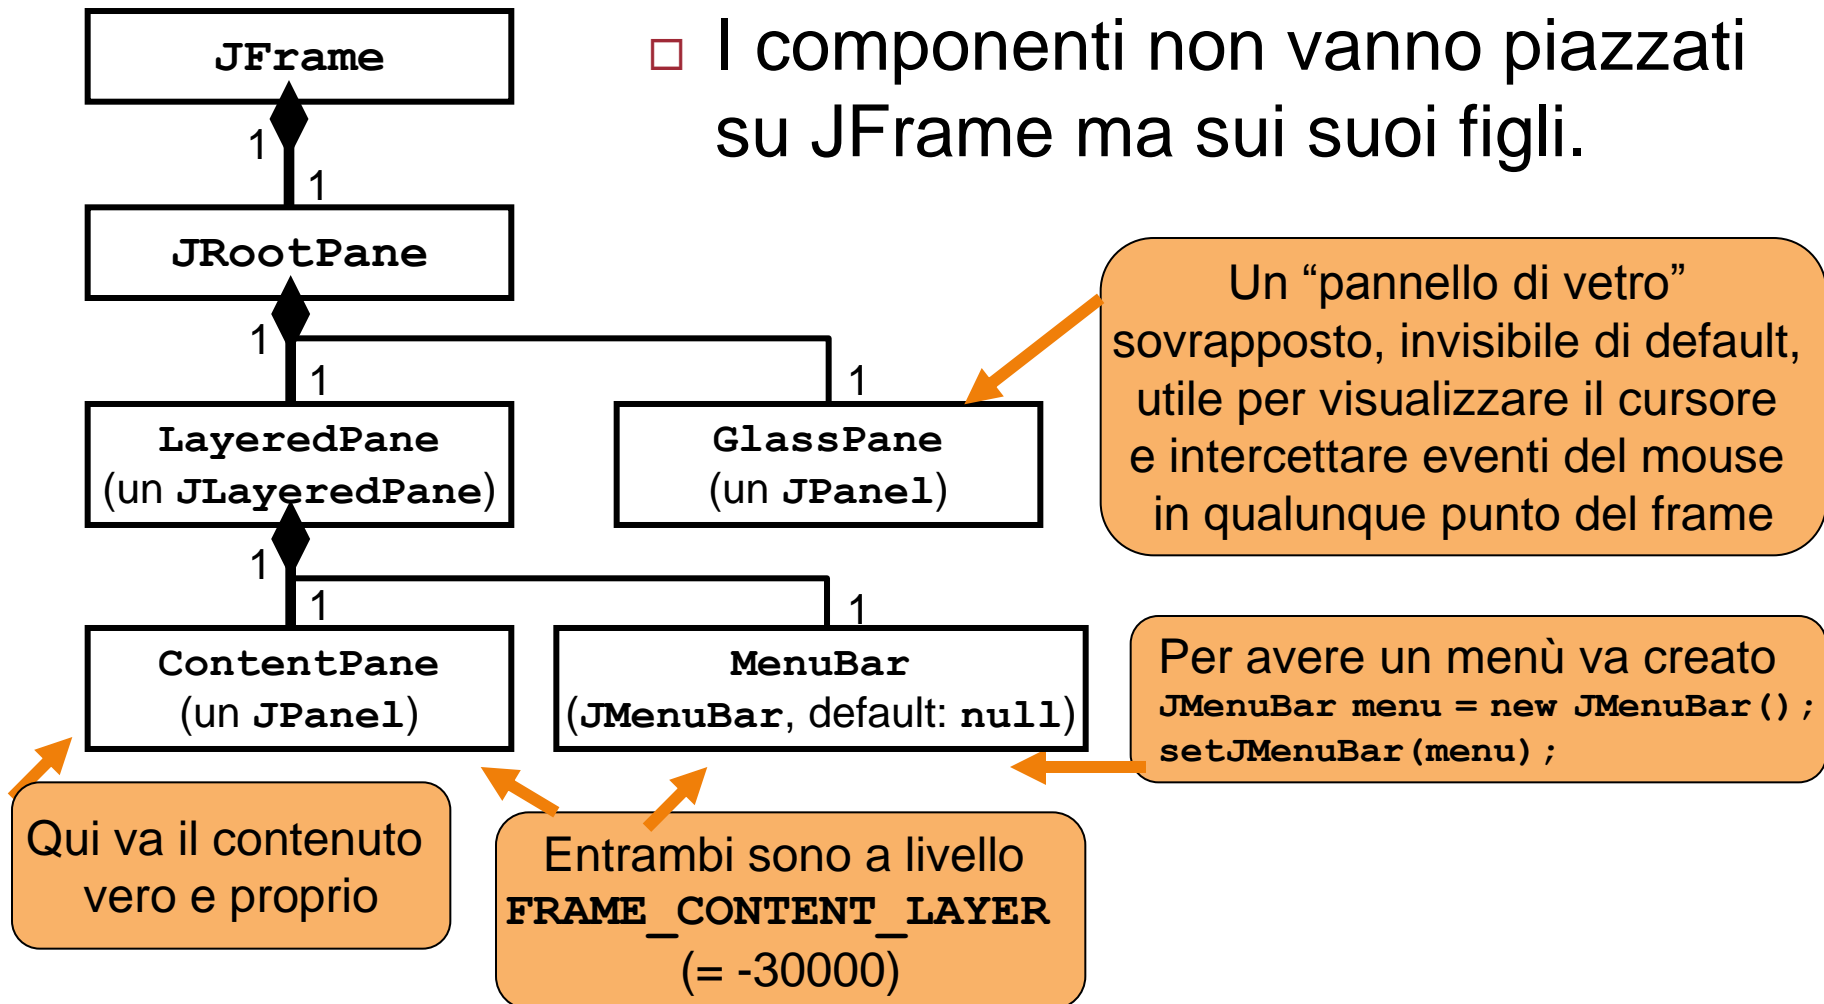 JFrame
□ I componenti non vanno piazzati
su JFrame ma sui suoi figli.
1
1
JRootPane
1
1
1
LayeredPane
(un JLayeredPane)
GlassPane
(un JPanel)
Un “pannello di vetro”
sovrapposto, invisibile di default,
utile per visualizzare il cursore
e intercettare eventi del mouse
in qualunque punto del frame
1
1
1
ContentPane
(un JPanel)
MenuBar
(JMenuBar, default: null)
Per avere un menù va creato
JMenuBar menu = new JMenuBar();
setJMenuBar(menu);
Qui va il contenuto
vero e proprio
Entrambi sono a livello
FRAME_CONTENT_LAYER
(= -30000)